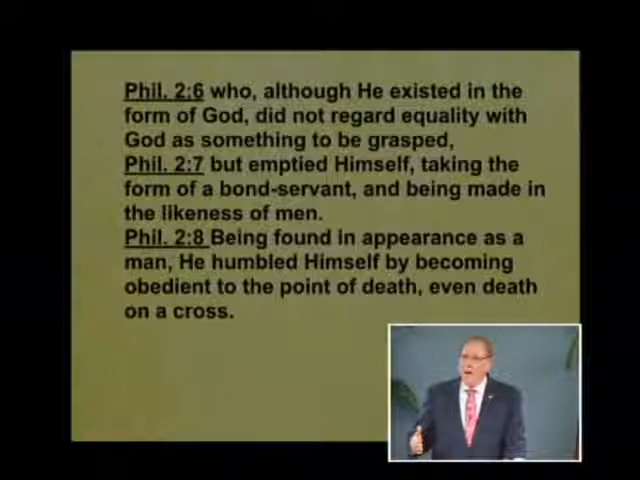 Phil. 2:6 who, although He existed in the
form of God, did not regard equality with
God as something to be grasped,
Phil. 2:7 but emptied Himself, taking the
form of a bond-servant, and being made in
the likeness of men.
Phil. 2:8 Being found in appearance as a
man, He humbled Himself by becoming
obedient to the point of death, even death
on a cross.